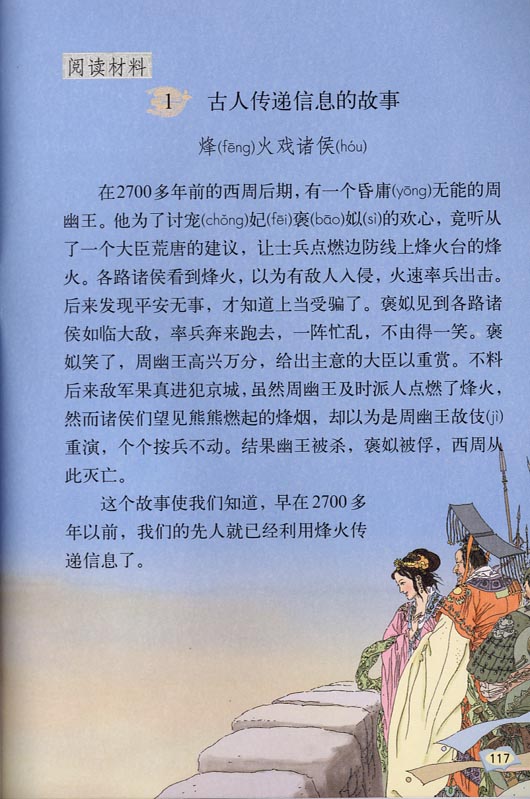 阅读材料
1 古人传递信息的故事
烽(fēng)火戏诸侯(hóu)
在2700多年前的西周后期，有一个昏庸(yōng)无能的周
幽王。他为了讨宠(chǒng)妃(fēi)褒(bāo)姒(sì)的欢心，竟听从
了一个大臣荒唐的建议，让士兵点燃边防线上烽火台的烽
火。各路诸侯看到烽火，以为有敌人入侵，火速率兵出击。
后来发现平安无事，才知道上当受骗了。褒姒见到各路诸
侯如临大敌，率兵奔来跑去，一阵忙乱，不由得一笑。褒
姒笑了，周幽王高兴万分，给出主意的大臣以重赏。不料
后来敌军果真进犯京城，虽然周幽王及时派人点燃了烽火，
然而诸侯们望见熊熊燃起的烽烟，却以为是周幽王故伎(jì)
重演，个个按兵不动。结果幽王被杀，褒姒被俘，西周从
此灭亡。
这个故事使我们知道，早在2700多
年以前，我们的先人就已经利用烽火传
递信息了。
117